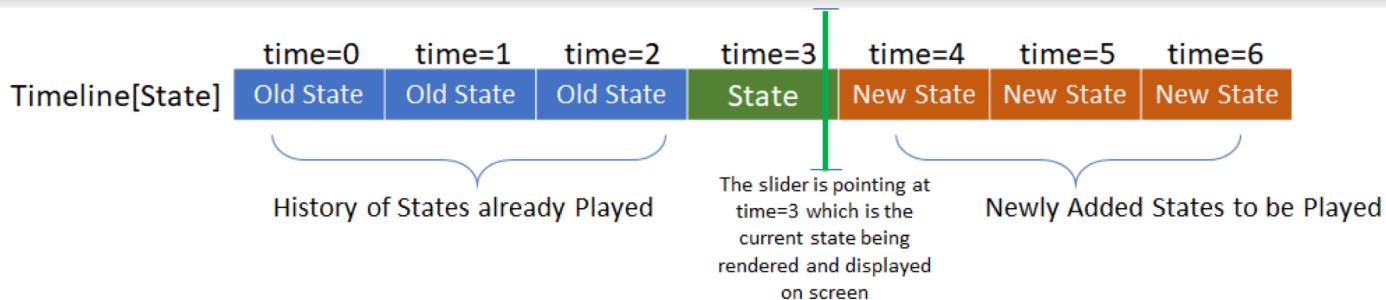 time=0 time=1 time=2 time=3 time=4 time=5 time=6
Timeline[State] Old State Old State Old State State New State New State New State
History of States already Played
The slider is pointing at
time=3 which is the
current state being
rendered and displayed
on screen
Newly Added States to be Played